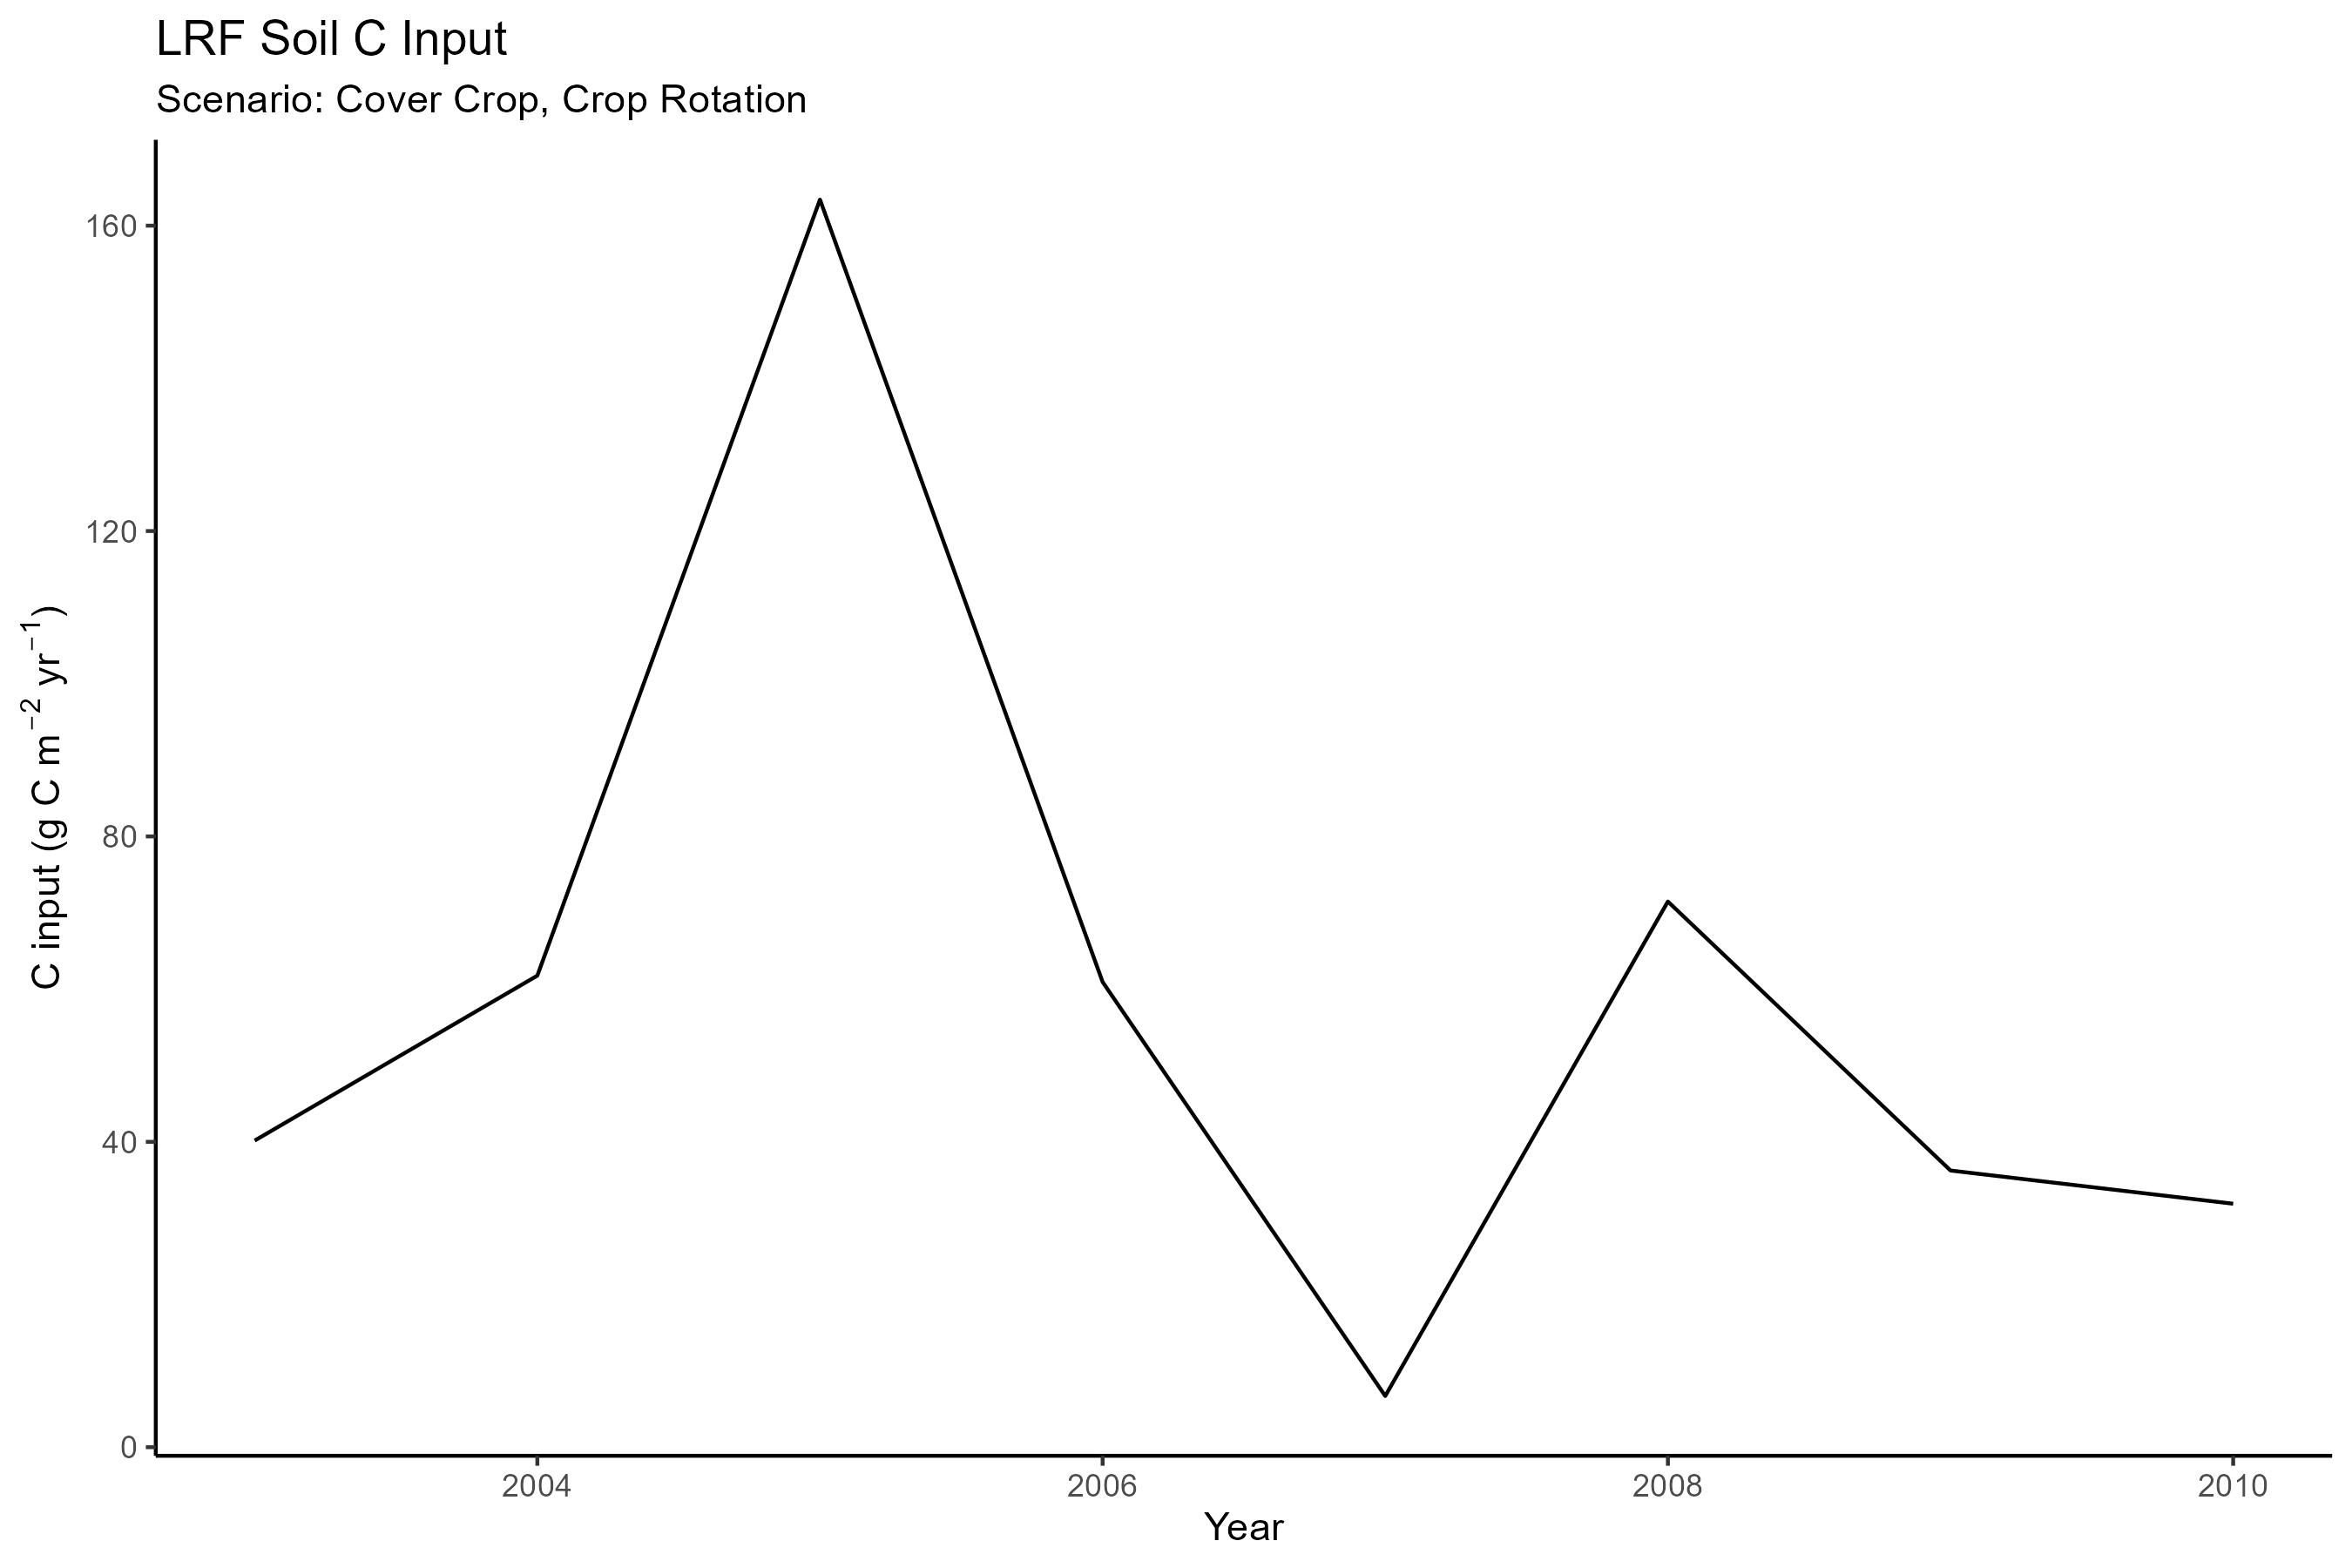 LRF Soil C Input
Scenario: Cover Crop, Crop Rotation
C input (g C m⁻² yr⁻¹)
160
120
80
40
0
2004 2006 2008 2010
Year